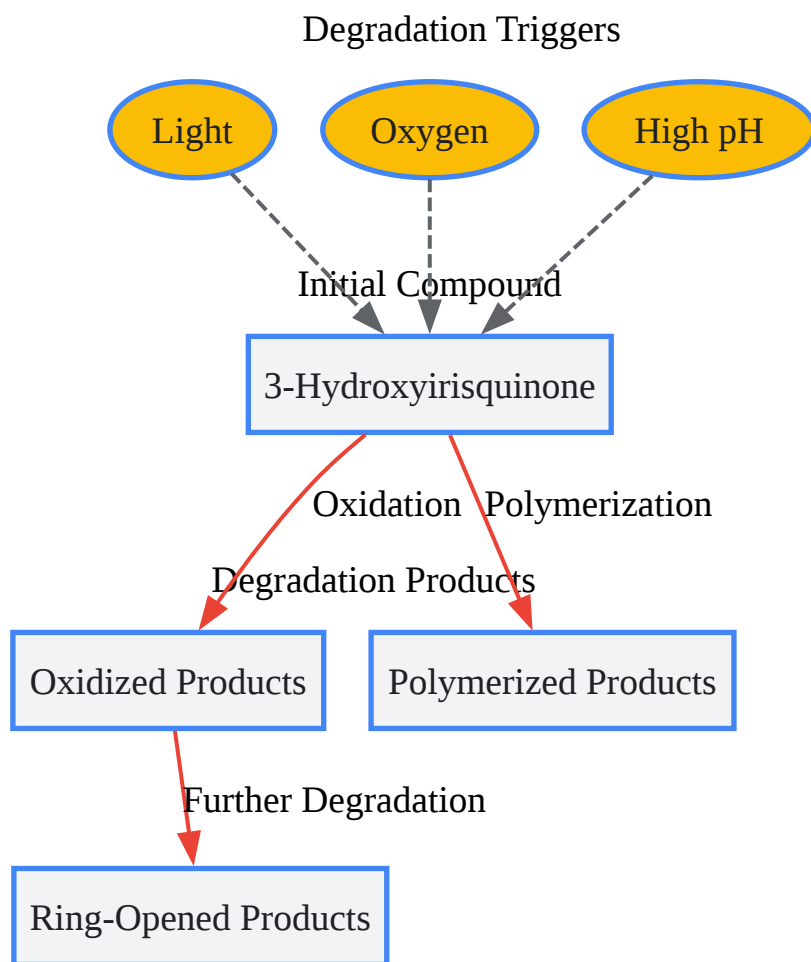 Degradation Triggers
Light
Oxygen
High pH
Initial Compound
3-Hydroxyirisquinone
Oxidation
Polymerization
Degradation Products
Oxidized Products
Polymerized Products
Further Degradation
Ring-Opened Products